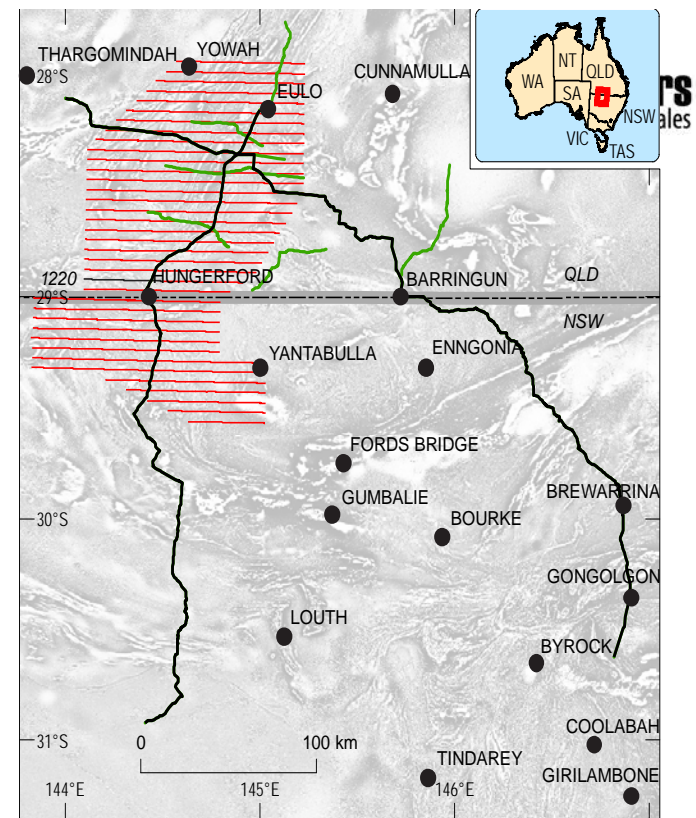 THARGOMINDAH
YOWAH
28°S
EULO
CUNNAMULLA
NT
QLD
WA
SA
NSW
VIC
TAS
rs
ales
1220
HUNGERFORD
BARRINGUN
QLD
29°S
NSW
YANTABULLA
ENNGONIA
FORDS BRIDGE
GUMBALIE
BOURKE
BREWARRINA
30°S
GONGOLGON
LOUTH
BYROCK
31°S
COOLABAH
0 100 km
TINDAREY
GIRILAMBONE
144°E 145°E 146°E